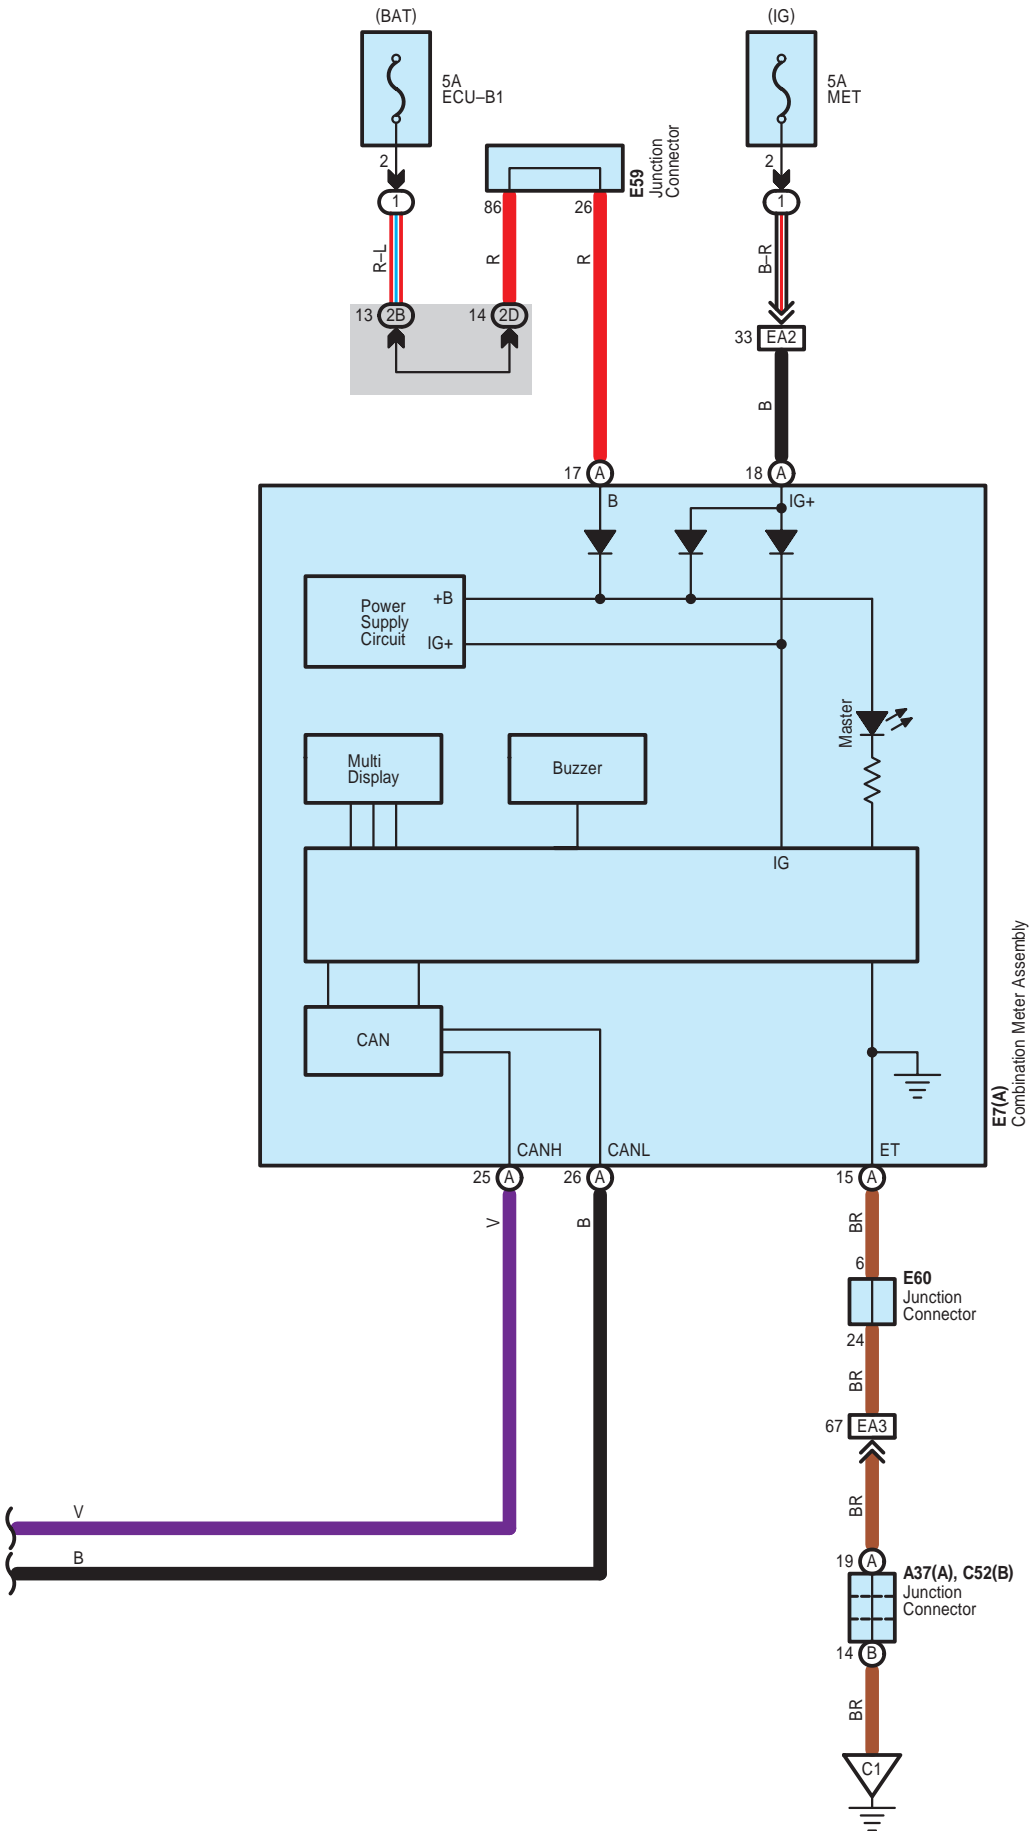 (BAT)
(IG)
5A
ECU–B1
5A
MET
2
2
1
1
E59
Junction
Connector
86
26
R–L
R
R
B–R
13
2B
14
2D
33
EA2
B
17
A
18
A
B
IG+
Power
Supply
Circuit
+B
IG+
Master
Multi
Display
Buzzer
IG
CAN
E7(A)
Combination Meter Assembly
CANH
CANL
ET
25
A
26
A
15
A
V
B
BR
6
E60
Junction
Connector
24
BR
67
EA3
V
BR
B
19
A
A37(A), C52(B)
Junction
Connector
14
B
BR
C1